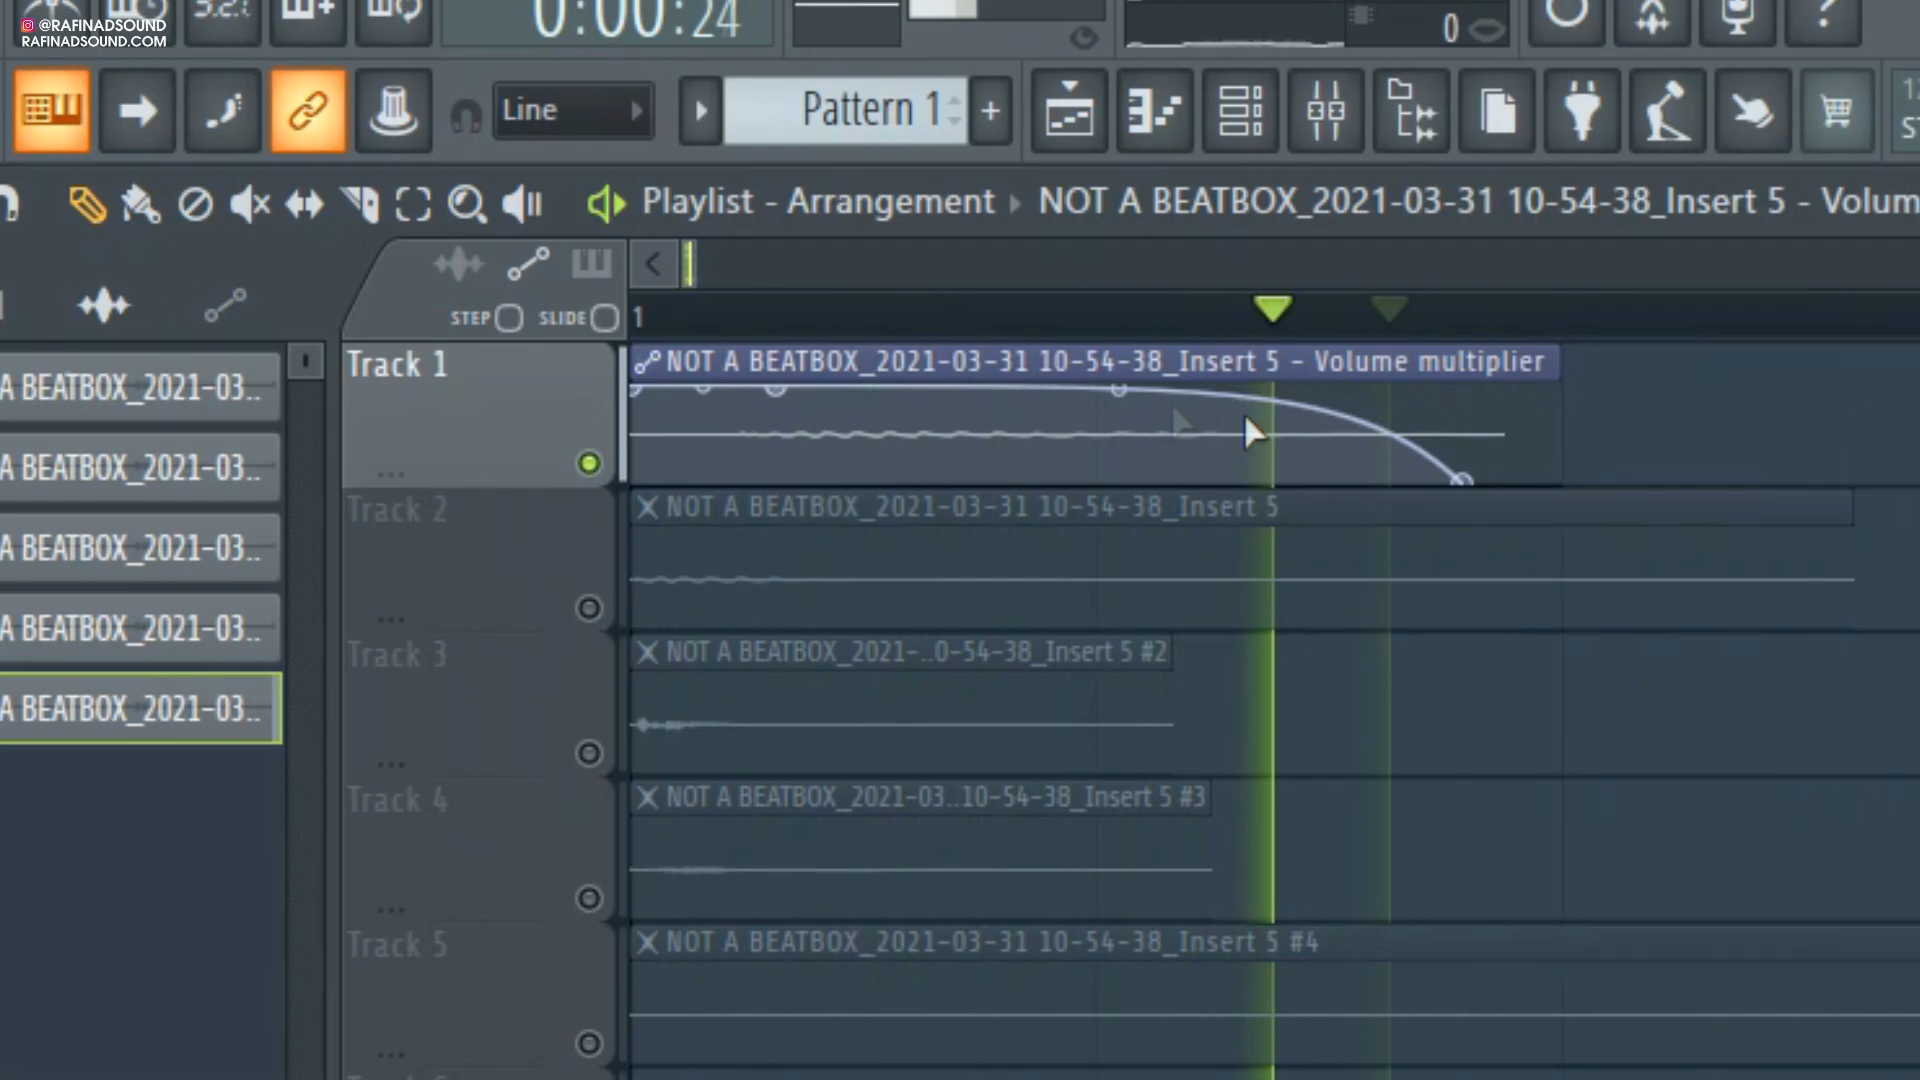 @RAFINADSOUND
RAFINADSOUND.COM
3.2.
0:00:24
0
?
Line
Pattern 1
+
Playlist - Arrangement ▸ NOT A BEATBOX_2021-03-31 10-54-38_Insert 5 - Volum
STEP SLIDE
1
A BEATBOX_2021-03..
A BEATBOX_2021-03..
A BEATBOX_2021-03..
A BEATBOX_2021-03..
A BEATBOX_2021-03..
Track 1
NOT A BEATBOX_2021-03-31 10-54-38_Insert 5 - Volume multiplier
Track 2
NOT A BEATBOX_2021-03-31 10-54-38_Insert 5
Track 3
NOT A BEATBOX_2021-..0-54-38_Insert 5 #2
Track 4
NOT A BEATBOX_2021-03..10-54-38_Insert 5 #3
Track 5
NOT A BEATBOX_2021-03-31 10-54-38_Insert 5 #4